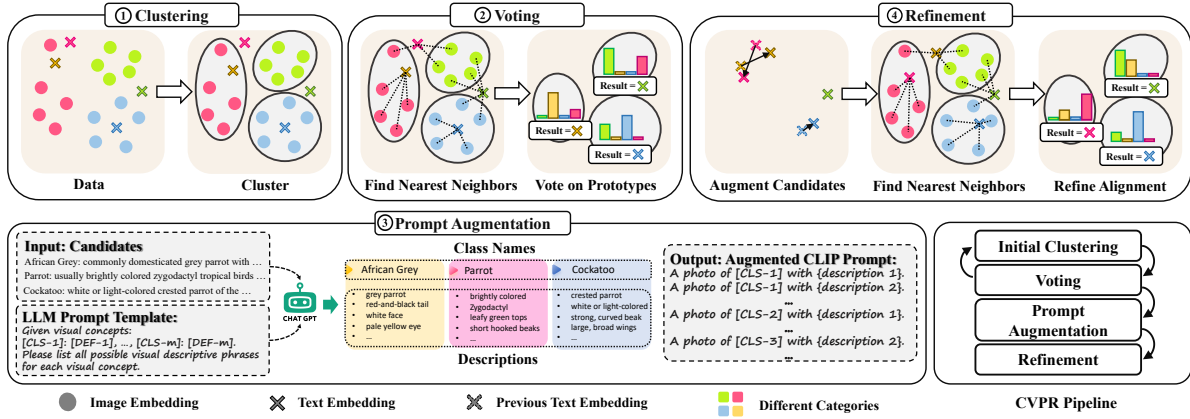 ① Clustering
Data
Cluster
② Voting
Result =
Result =
Result =
Find Nearest Neighbors
Vote on Prototypes
④ Refinement
Result =
Result =
Result =
Augment Candidates
Find Nearest Neighbors
Refine Alignment
③ Prompt Augmentation
Input: Candidates
African Grey: commonly domesticated grey parrot with …
Parrot: usually brightly colored zygodactyl tropical birds …
Cockatoo: white or light-colored crested parrot of the …
LLM Prompt Template:
Given visual concepts:
[CLS-1]: [DEF-1], …, [CLS-m]: [DEF-m].
Please list all possible visual descriptive phrases
for each visual concept.
CHAT GPT
Class Names
African Grey
Parrot
Cockatoo
• grey parrot
• red-and-black tail
• white face
• pale yellow eye
• …
• brightly colored
• Zygodactyl
• leafy green tops
• short hooked beaks
• …
• crested parrot
• white or light-colored
• strong, curved beak
• large, broad wings
• …
Descriptions
Output: Augmented CLIP Prompt:
A photo of [CLS-1] with {description 1}.
A photo of [CLS-1] with {description 2}.
…
A photo of [CLS-2] with {description 1}.
…
A photo of [CLS-3] with {description 2}.
…
Initial Clustering
Voting
Prompt
Augmentation
Refinement
CVPR Pipeline
Image Embedding
Text Embedding
Previous Text Embedding
Different Categories